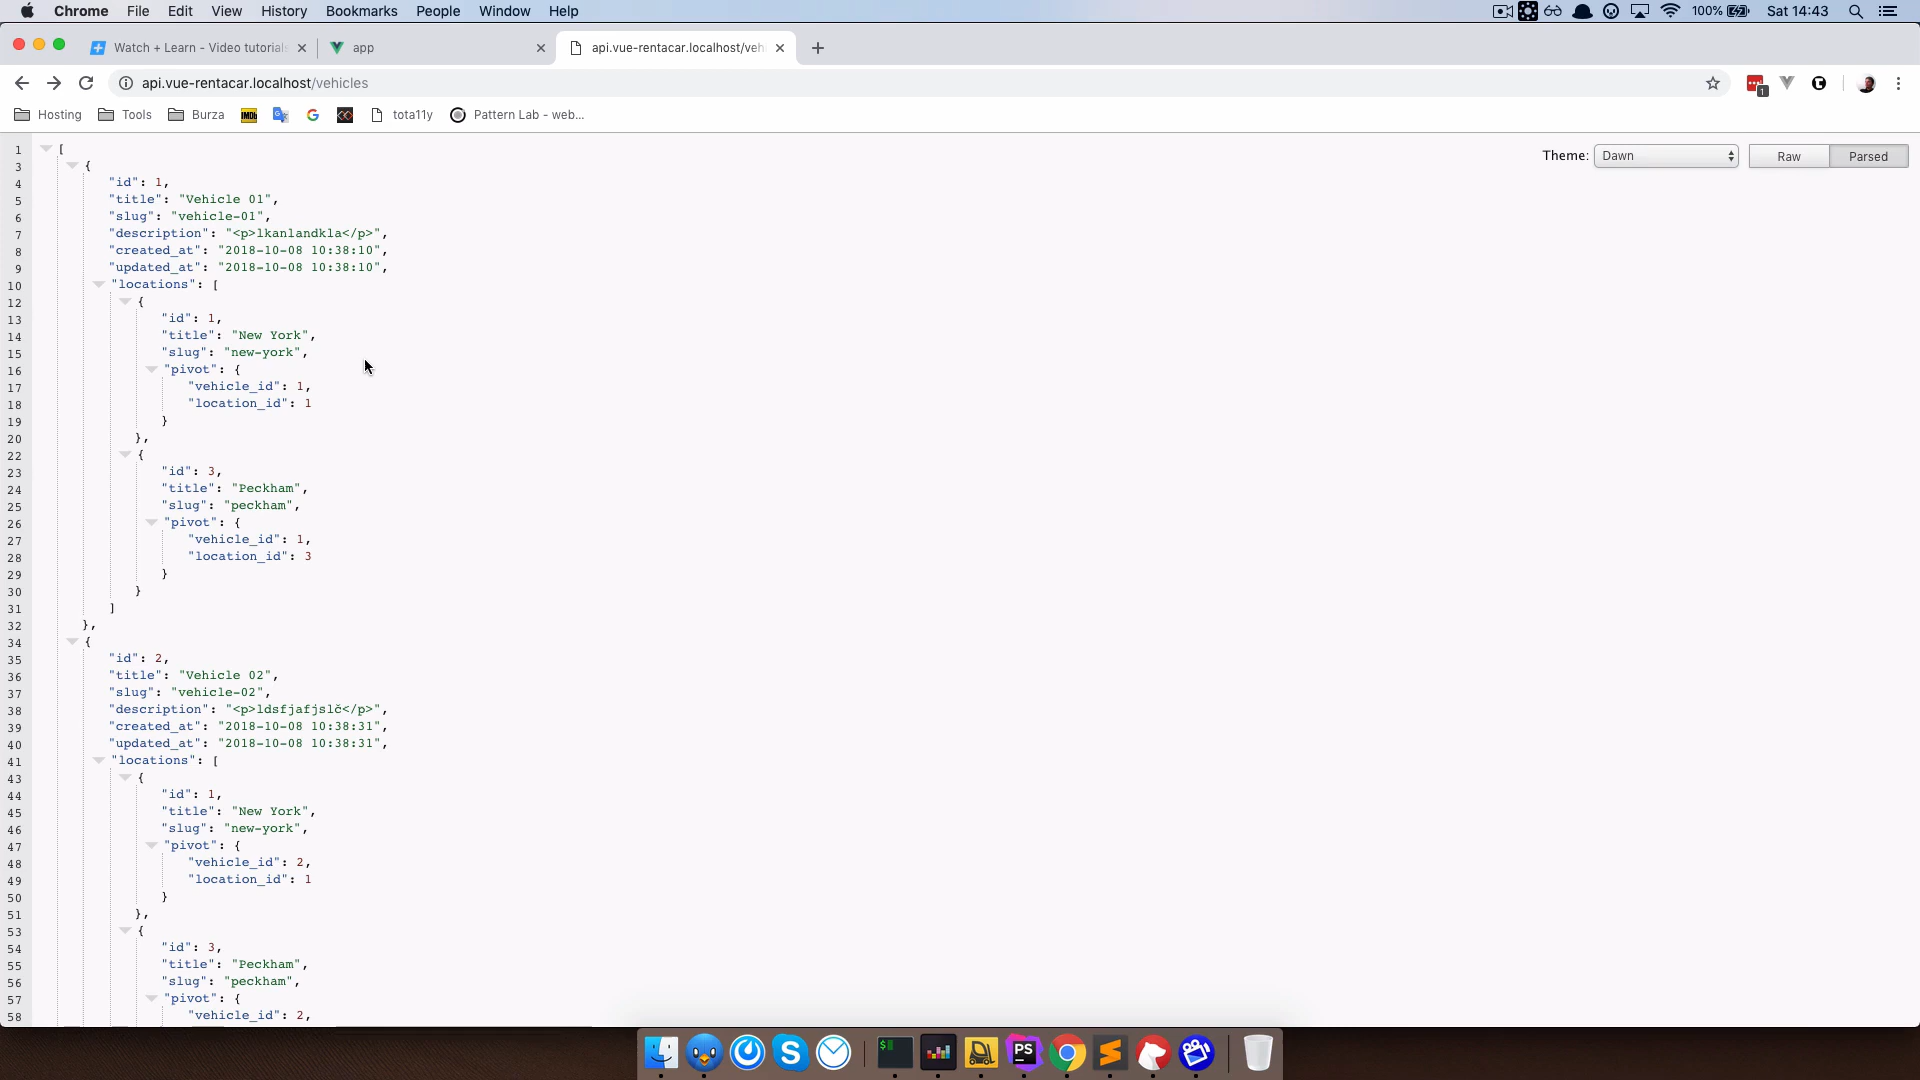 Chrome File Edit View History Bookmarks People Window Help 100% Sat 14:43
Watch + Learn - Video tutorials app api.vue-rentacar.localhost/veh
api.vue-rentacar.localhost/vehicles 1
Hosting Tools Burza IMDb G tota11y Pattern Lab - web...
Theme: Dawn Raw Parsed
1 [
3 {
4 "id": 1,
5 "title": "Vehicle 01",
6 "slug": "vehicle-01",
7 "description": "<p>lkanlandkla</p>",
8 "created_at": "2018-10-08 10:38:10",
9 "updated_at": "2018-10-08 10:38:10",
10 "locations": [
12 {
13 "id": 1,
14 "title": "New York",
15 "slug": "new-york",
16 "pivot": {
17 "vehicle_id": 1,
18 "location_id": 1
19 }
20 },
22 {
23 "id": 3,
24 "title": "Peckham",
25 "slug": "peckham",
26 "pivot": {
27 "vehicle_id": 1,
28 "location_id": 3
29 }
30 }
31 ]
32 },
34 {
35 "id": 2,
36 "title": "Vehicle 02",
37 "slug": "vehicle-02",
38 "description": "<p>ldsfjafjslč</p>",
39 "created_at": "2018-10-08 10:38:31",
40 "updated_at": "2018-10-08 10:38:31",
41 "locations": [
43 {
44 "id": 1,
45 "title": "New York",
46 "slug": "new-york",
47 "pivot": {
48 "vehicle_id": 2,
49 "location_id": 1
50 }
51 },
53 {
54 "id": 3,
55 "title": "Peckham",
56 "slug": "peckham",
57 "pivot": {
58 "vehicle_id": 2,
$ PS